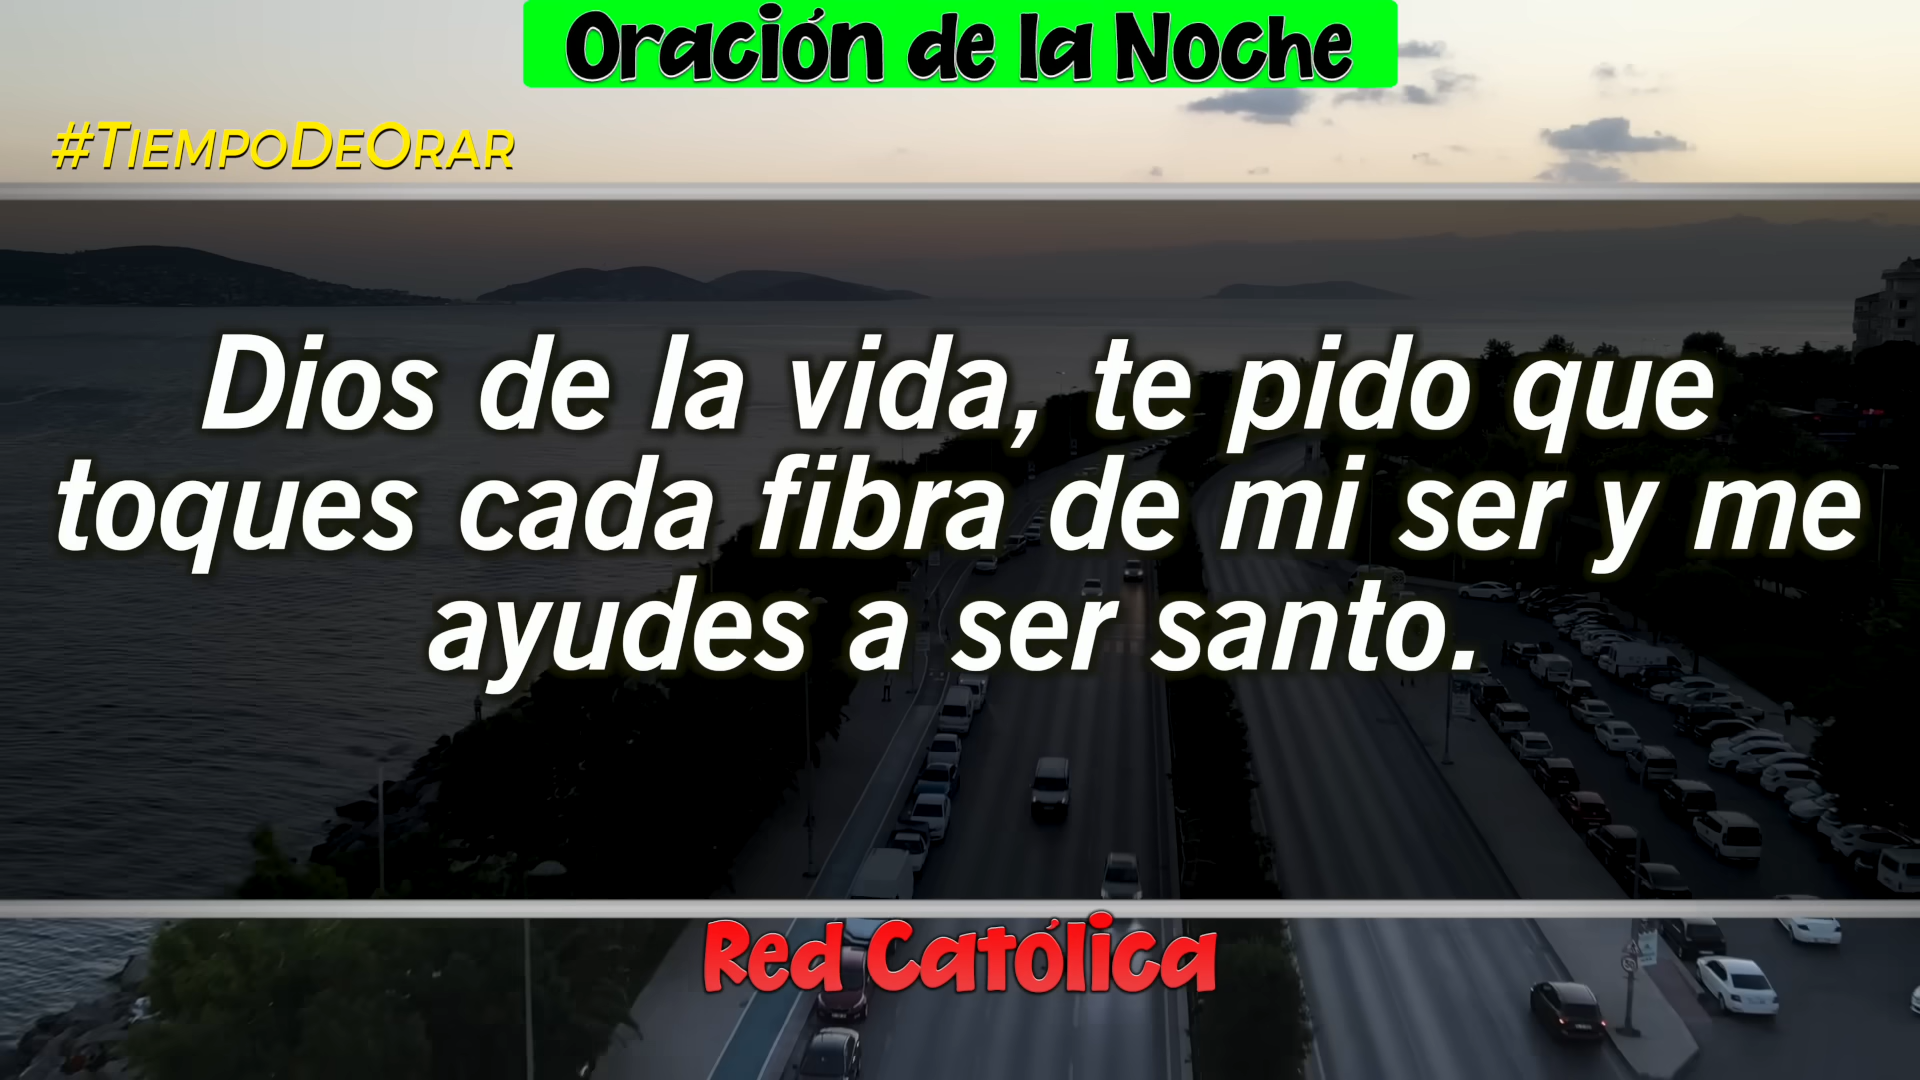 Oración de la Noche
#TiempoDeOrar
Dios de la vida, te pido que
toques cada fibra de mi ser y me
ayudes a ser santo.
Red Católica